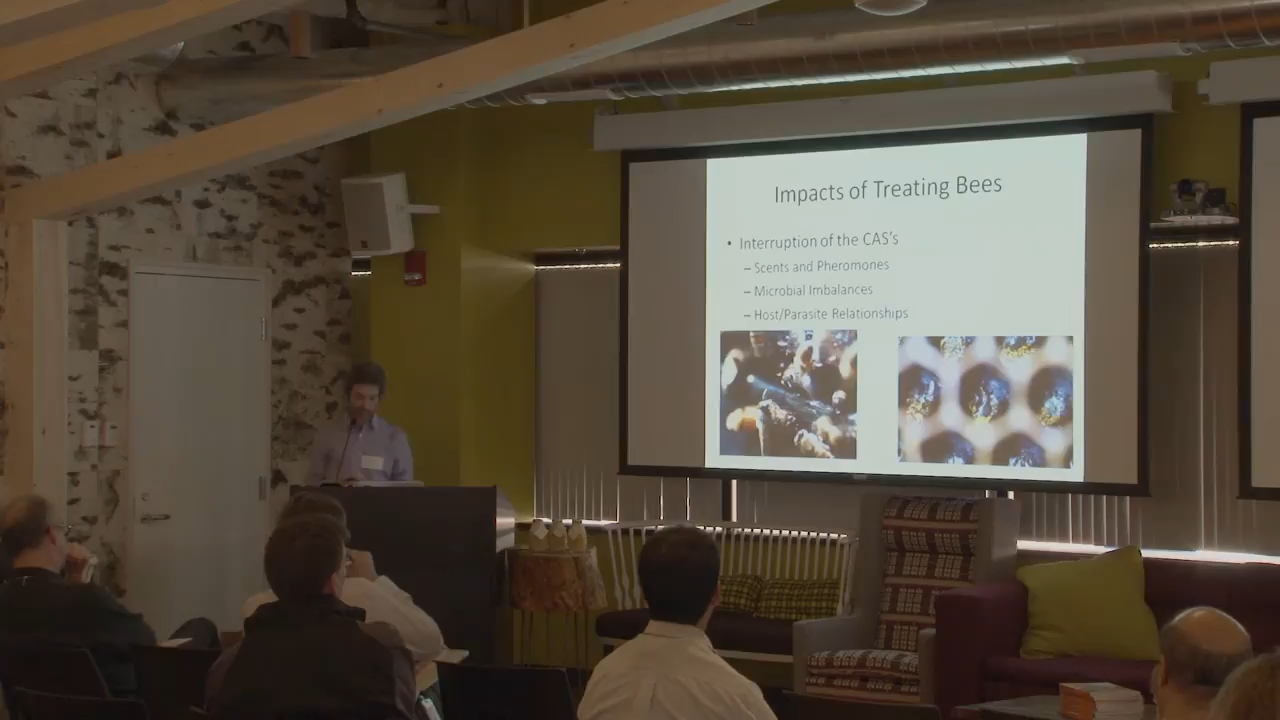 Impacts of Treating Bees
• Interruption of the CAS's
– Scents and Pheromones
– Microbial Imbalances
– Host/Parasite Relationships